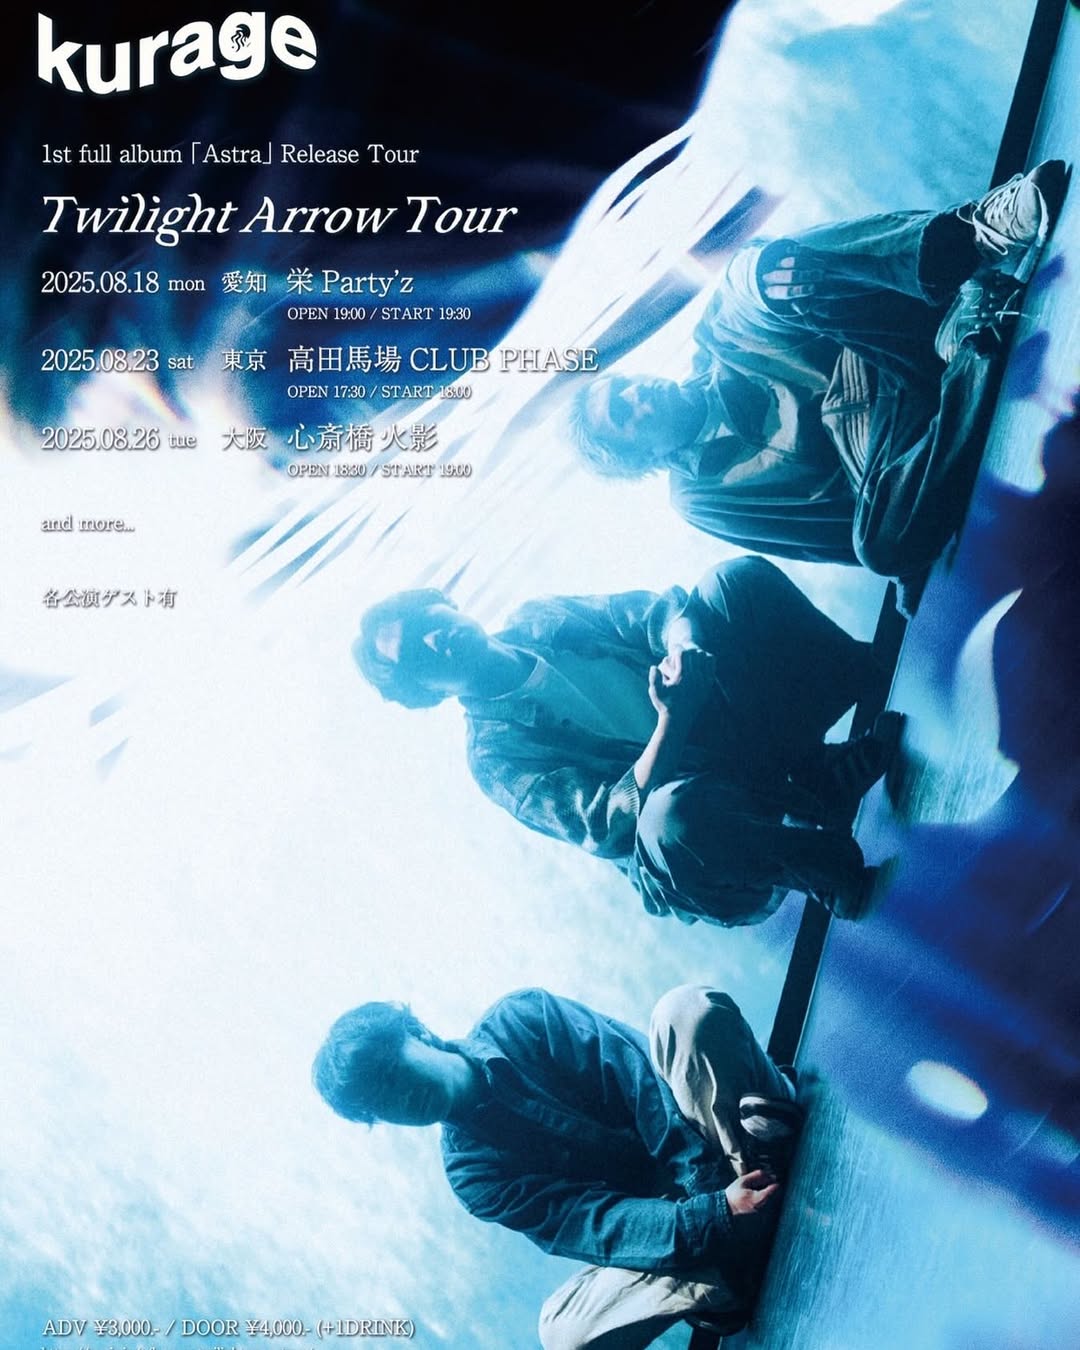 kurage
1st full album「Astra」Release Tour
Twilight Arrow Tour
2025.08.18 mon 愛知 栄 Party'z
OPEN 19:00 / START 19:30
2025.08.23 sat 東京 高田馬場 CLUB PHASE
OPEN 17:30 / START 18:00
2025.08.26 tue 大阪 心斎橋 火影
OPEN 18:30 / START 19:00
and more...
各公演ゲスト有
ADV ¥3,000.- / DOOR ¥4,000.- (+1DRINK)